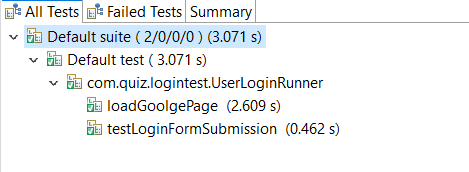 All Tests Failed Tests Summary
Default suite ( 2/0/0/0 ) (3.071 s)
Default test ( 3.071 s)
com.quiz.logintest.UserLoginRunner
loadGoolgePage (2.609 s)
testLoginFormSubmission (0.462 s)